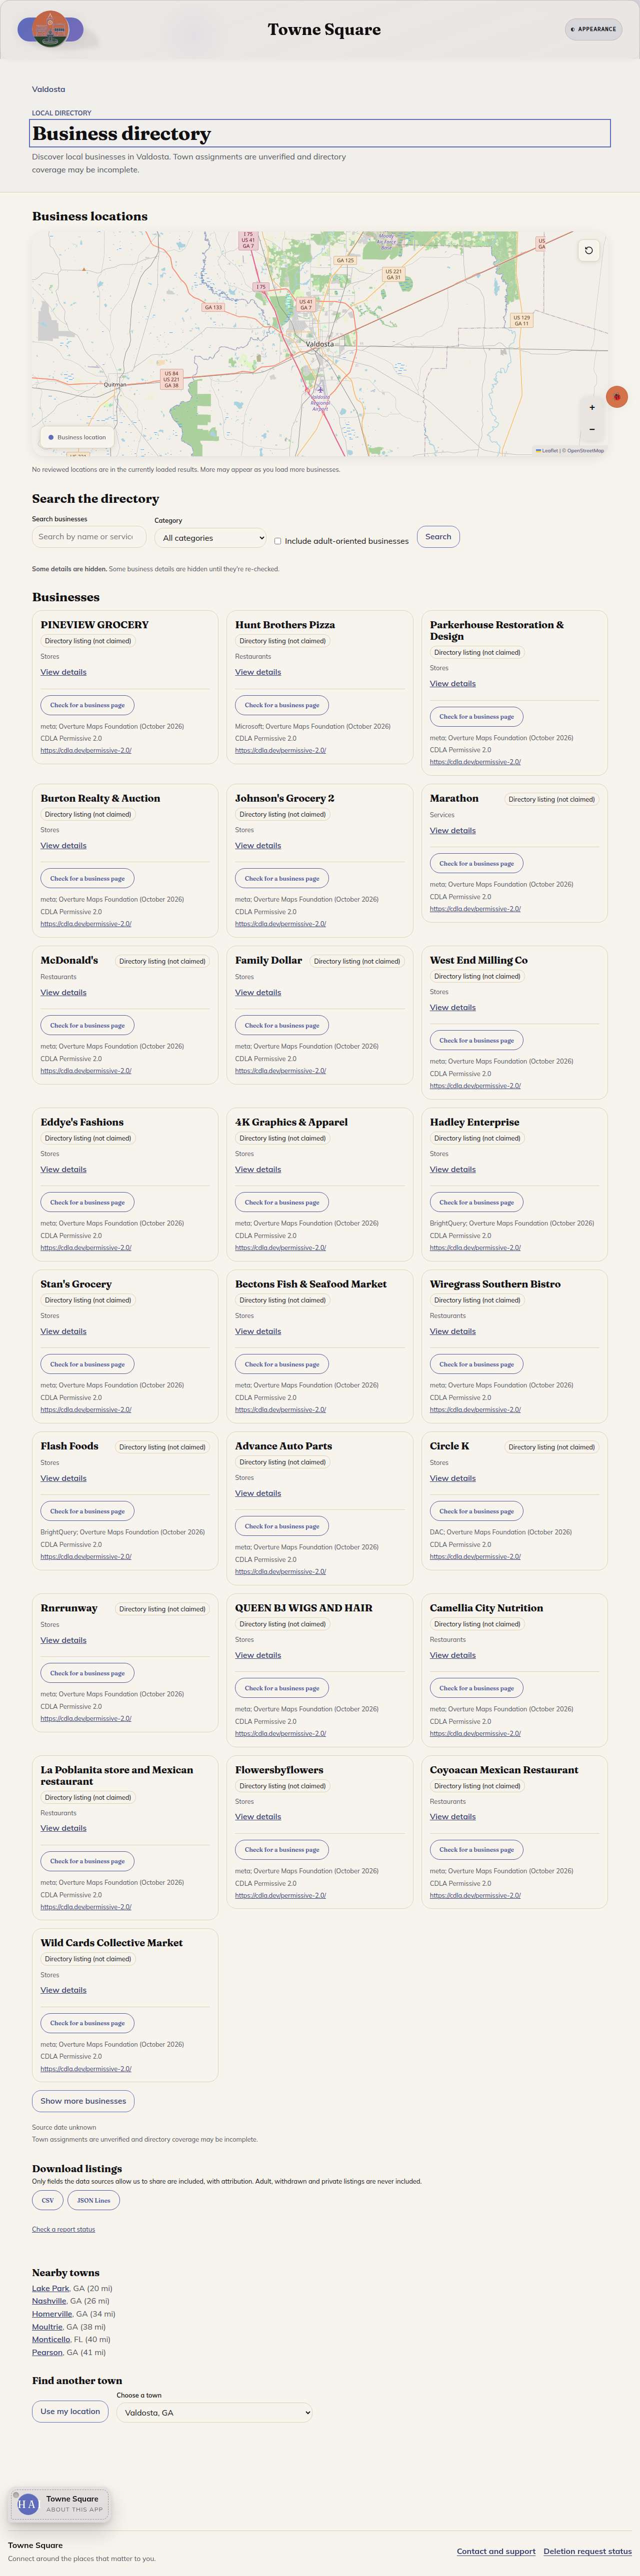 Towne Square
APPEARANCE
Valdosta
LOCAL DIRECTORY
Business directory
Discover local businesses in Valdosta. Town assignments are unverified and directory
coverage may be incomplete.
Business locations
I 75
US 41
GA 7
GA 125
US 221
GA 31
US
GA
I 75
US 41
GA 7
GA 133
US 129
GA 11
Valdosta
US 84
US 221
GA 38
Quitman
Valdosta
Regional
Airport
+
−
Business location
Leaflet | © OpenStreetMap
No reviewed locations are in the currently loaded results. More may appear as you load more businesses.
Search the directory
Search businesses
Category
Search by name or servic
All categories
Include adult-oriented businesses
Search
Some details are hidden. Some business details are hidden until they're re-checked.
Businesses
PINEVIEW GROCERY
Directory listing (not claimed)
Stores
View details
Check for a business page
meta; Overture Maps Foundation (October 2026)
CDLA Permissive 2.0
https://cdla.dev/permissive-2.0/
Hunt Brothers Pizza
Directory listing (not claimed)
Restaurants
View details
Check for a business page
Microsoft; Overture Maps Foundation (October 2026)
CDLA Permissive 2.0
https://cdla.dev/permissive-2.0/
Parkerhouse Restoration &
Design
Directory listing (not claimed)
Stores
View details
Check for a business page
meta; Overture Maps Foundation (October 2026)
CDLA Permissive 2.0
https://cdla.dev/permissive-2.0/
Burton Realty & Auction
Directory listing (not claimed)
Stores
View details
Check for a business page
meta; Overture Maps Foundation (October 2026)
CDLA Permissive 2.0
https://cdla.dev/permissive-2.0/
Johnson's Grocery 2
Directory listing (not claimed)
Stores
View details
Check for a business page
meta; Overture Maps Foundation (October 2026)
CDLA Permissive 2.0
https://cdla.dev/permissive-2.0/
Marathon
Directory listing (not claimed)
Services
View details
Check for a business page
meta; Overture Maps Foundation (October 2026)
CDLA Permissive 2.0
https://cdla.dev/permissive-2.0/
McDonald's
Directory listing (not claimed)
Restaurants
View details
Check for a business page
meta; Overture Maps Foundation (October 2026)
CDLA Permissive 2.0
https://cdla.dev/permissive-2.0/
Family Dollar
Directory listing (not claimed)
Stores
View details
Check for a business page
meta; Overture Maps Foundation (October 2026)
CDLA Permissive 2.0
https://cdla.dev/permissive-2.0/
West End Milling Co
Directory listing (not claimed)
Stores
View details
Check for a business page
meta; Overture Maps Foundation (October 2026)
CDLA Permissive 2.0
https://cdla.dev/permissive-2.0/
Eddye's Fashions
Directory listing (not claimed)
Stores
View details
Check for a business page
meta; Overture Maps Foundation (October 2026)
CDLA Permissive 2.0
https://cdla.dev/permissive-2.0/
4K Graphics & Apparel
Directory listing (not claimed)
Stores
View details
Check for a business page
meta; Overture Maps Foundation (October 2026)
CDLA Permissive 2.0
https://cdla.dev/permissive-2.0/
Hadley Enterprise
Directory listing (not claimed)
Stores
View details
Check for a business page
BrightQuery; Overture Maps Foundation (October 2026)
CDLA Permissive 2.0
https://cdla.dev/permissive-2.0/
Stan's Grocery
Directory listing (not claimed)
Stores
View details
Check for a business page
meta; Overture Maps Foundation (October 2026)
CDLA Permissive 2.0
https://cdla.dev/permissive-2.0/
Bectons Fish & Seafood Market
Directory listing (not claimed)
Stores
View details
Check for a business page
meta; Overture Maps Foundation (October 2026)
CDLA Permissive 2.0
https://cdla.dev/permissive-2.0/
Wiregrass Southern Bistro
Directory listing (not claimed)
Restaurants
View details
Check for a business page
meta; Overture Maps Foundation (October 2026)
CDLA Permissive 2.0
https://cdla.dev/permissive-2.0/
Flash Foods
Directory listing (not claimed)
Stores
View details
Check for a business page
BrightQuery; Overture Maps Foundation (October 2026)
CDLA Permissive 2.0
https://cdla.dev/permissive-2.0/
Advance Auto Parts
Directory listing (not claimed)
Stores
View details
Check for a business page
meta; Overture Maps Foundation (October 2026)
CDLA Permissive 2.0
https://cdla.dev/permissive-2.0/
Circle K
Directory listing (not claimed)
Stores
View details
Check for a business page
DAC; Overture Maps Foundation (October 2026)
CDLA Permissive 2.0
https://cdla.dev/permissive-2.0/
Rnrrunway
Directory listing (not claimed)
Stores
View details
Check for a business page
meta; Overture Maps Foundation (October 2026)
CDLA Permissive 2.0
https://cdla.dev/permissive-2.0/
QUEEN BJ WIGS AND HAIR
Directory listing (not claimed)
Stores
View details
Check for a business page
meta; Overture Maps Foundation (October 2026)
CDLA Permissive 2.0
https://cdla.dev/permissive-2.0/
Camellia City Nutrition
Directory listing (not claimed)
Restaurants
View details
Check for a business page
meta; Overture Maps Foundation (October 2026)
CDLA Permissive 2.0
https://cdla.dev/permissive-2.0/
La Poblanita store and Mexican
restaurant
Directory listing (not claimed)
Restaurants
View details
Check for a business page
meta; Overture Maps Foundation (October 2026)
CDLA Permissive 2.0
https://cdla.dev/permissive-2.0/
Flowersbyflowers
Directory listing (not claimed)
Stores
View details
Check for a business page
meta; Overture Maps Foundation (October 2026)
CDLA Permissive 2.0
https://cdla.dev/permissive-2.0/
Coyoacan Mexican Restaurant
Directory listing (not claimed)
Restaurants
View details
Check for a business page
meta; Overture Maps Foundation (October 2026)
CDLA Permissive 2.0
https://cdla.dev/permissive-2.0/
Wild Cards Collective Market
Directory listing (not claimed)
Stores
View details
Check for a business page
meta; Overture Maps Foundation (October 2026)
CDLA Permissive 2.0
https://cdla.dev/permissive-2.0/
Show more businesses
Source date unknown
Town assignments are unverified and directory coverage may be incomplete.
Download listings
Only fields the data sources allow us to share are included, with attribution. Adult, withdrawn and private listings are never included.
CSV
JSON Lines
Check a report status
Nearby towns
Lake Park, GA (20 mi)
Nashville, GA (26 mi)
Homerville, GA (34 mi)
Moultrie, GA (38 mi)
Monticello, FL (40 mi)
Pearson, GA (41 mi)
Find another town
Choose a town
Use my location
Valdosta, GA
HA
Towne Square
ABOUT THIS APP
Towne Square
Connect around the places that matter to you.
Contact and support
Deletion request status